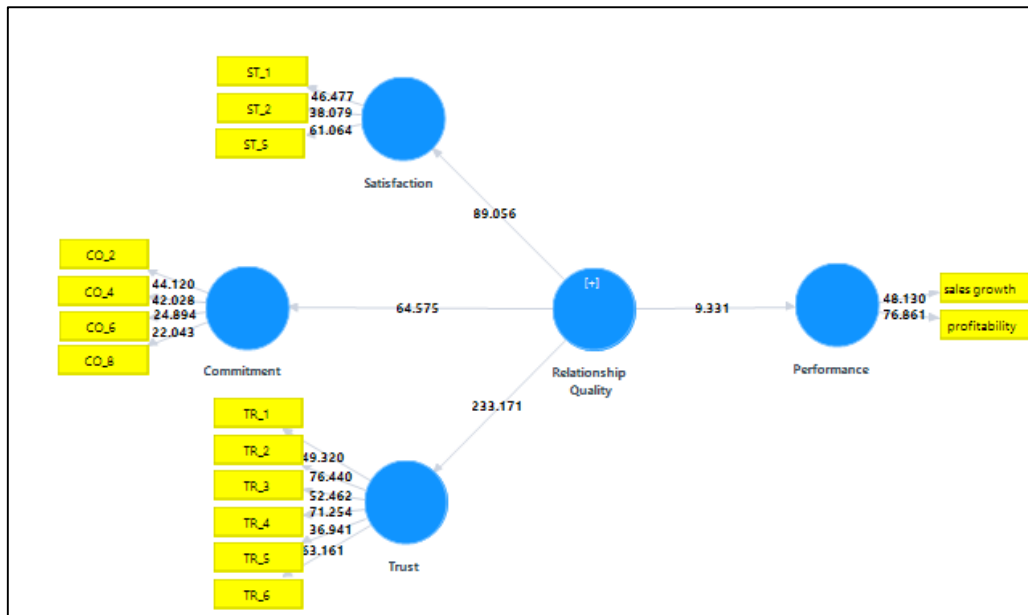 ST_1
46.477
ST_2
38.079
ST_5
61.064
Satisfaction
89.056
CO_2
44.120
CO_4
42.028
CO_6
24.894
CO_8
22.043
Commitment
64.575
[+]
Relationship
Quality
9.331
Performance
sales growth
48.130
profitability
76.861
233.171
TR_1
49.320
TR_2
76.440
TR_3
52.462
TR_4
71.254
TR_5
36.941
TR_6
63.161
Trust